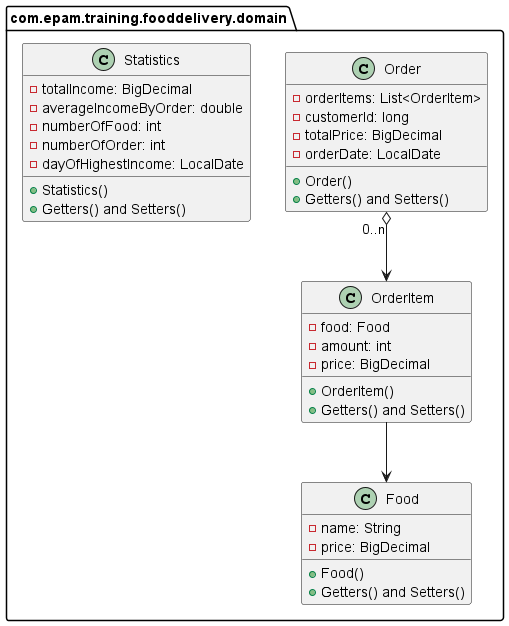 com.epam.training.fooddelivery.domain
C Statistics
totalIncome: BigDecimal
averageIncomeByOrder: double
numberOfFood: int
numberOfOrder: int
dayOfHighestIncome: LocalDate
Statistics()
Getters() and Setters()
C Order
orderItems: List<OrderItem>
customerId: long
totalPrice: BigDecimal
orderDate: LocalDate
Order()
Getters() and Setters()
0..n
C OrderItem
food: Food
amount: int
price: BigDecimal
OrderItem()
Getters() and Setters()
C Food
name: String
price: BigDecimal
Food()
Getters() and Setters()